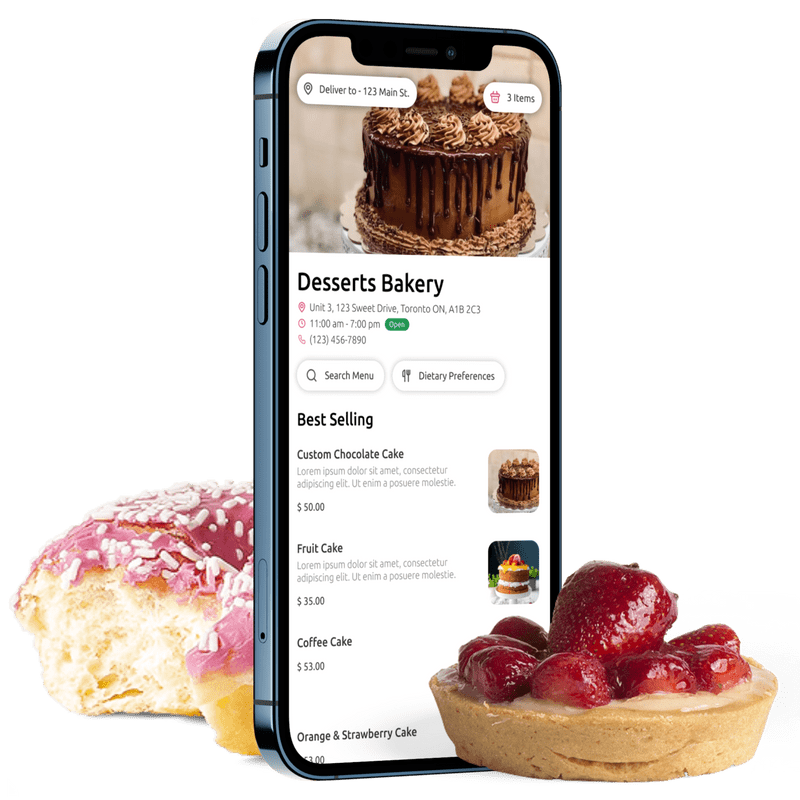 Deliver to - 123 Main St.
3 Items
Desserts Bakery
Unit 3, 123 Sweet Drive, Toronto ON, A1B 2C3
11:00 am - 7:00 pm Open
(123) 456-7890
Search Menu
Dietary Preferences
Best Selling
Custom Chocolate Cake
Lorem ipsum dolor sit amet, consectetur
adipiscing elit. Ut enim a posuere molestie.
$ 50.00
Fruit Cake
Lorem ipsum dolor sit amet, consectetur
adipiscing elit. Ut enim a posuere molestie.
$ 35.00
Coffee Cake
$ 53.00
Orange & Strawberry Cake